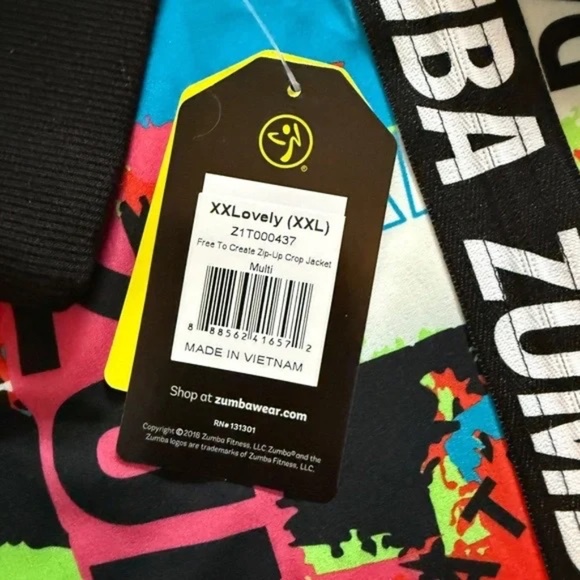 XXLovely (XXL)
Z1T000437
Free To Create Zip-Up Crop Jacket
Multi
8 88562 41657 2
MADE IN VIETNAM
Shop at zumbawear.com
RN# 131301
Copyright ©2018 Zumba Fitness, LLC Zumba® and the
Zumba logos are trademarks of Zumba Fitness, LLC.
UMBA ZUMB